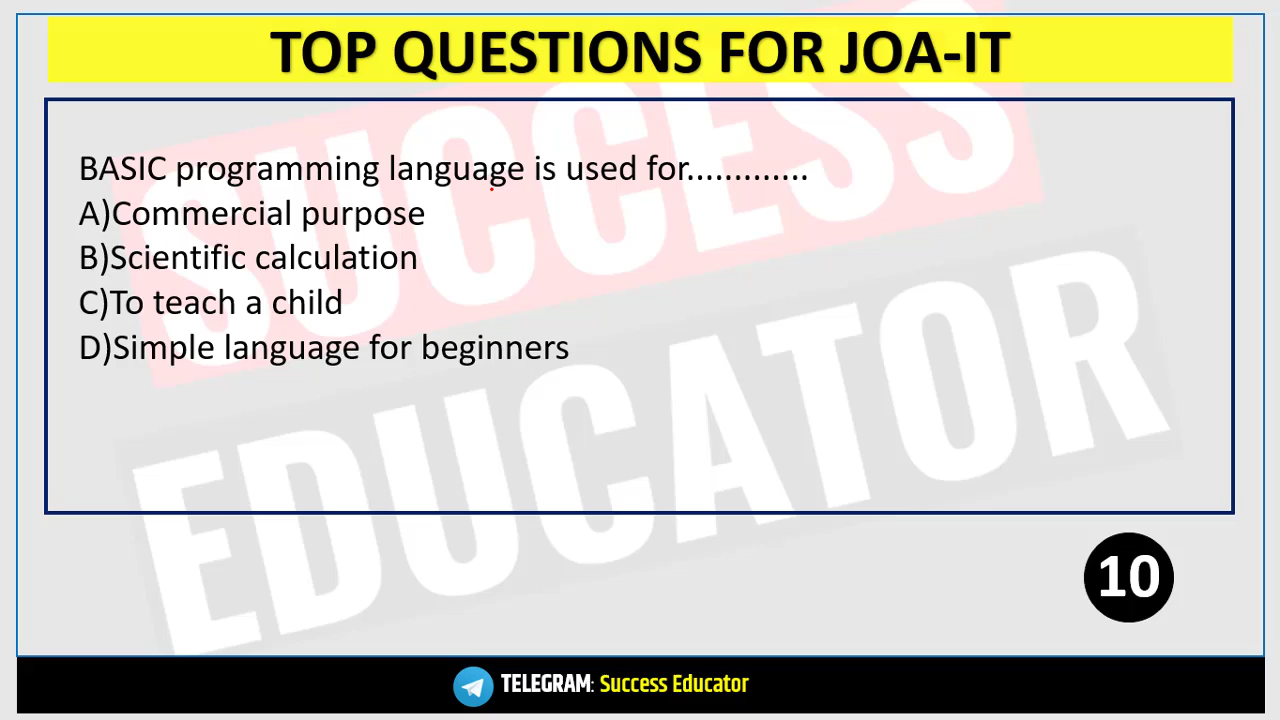 TOP QUESTIONS FOR JOA-IT
SUCCESS
EDUCATOR
BASIC programming language is used for.............
A)Commercial purpose
B)Scientific calculation
C)To teach a child
D)Simple language for beginners
10
TELEGRAM: Success Educator